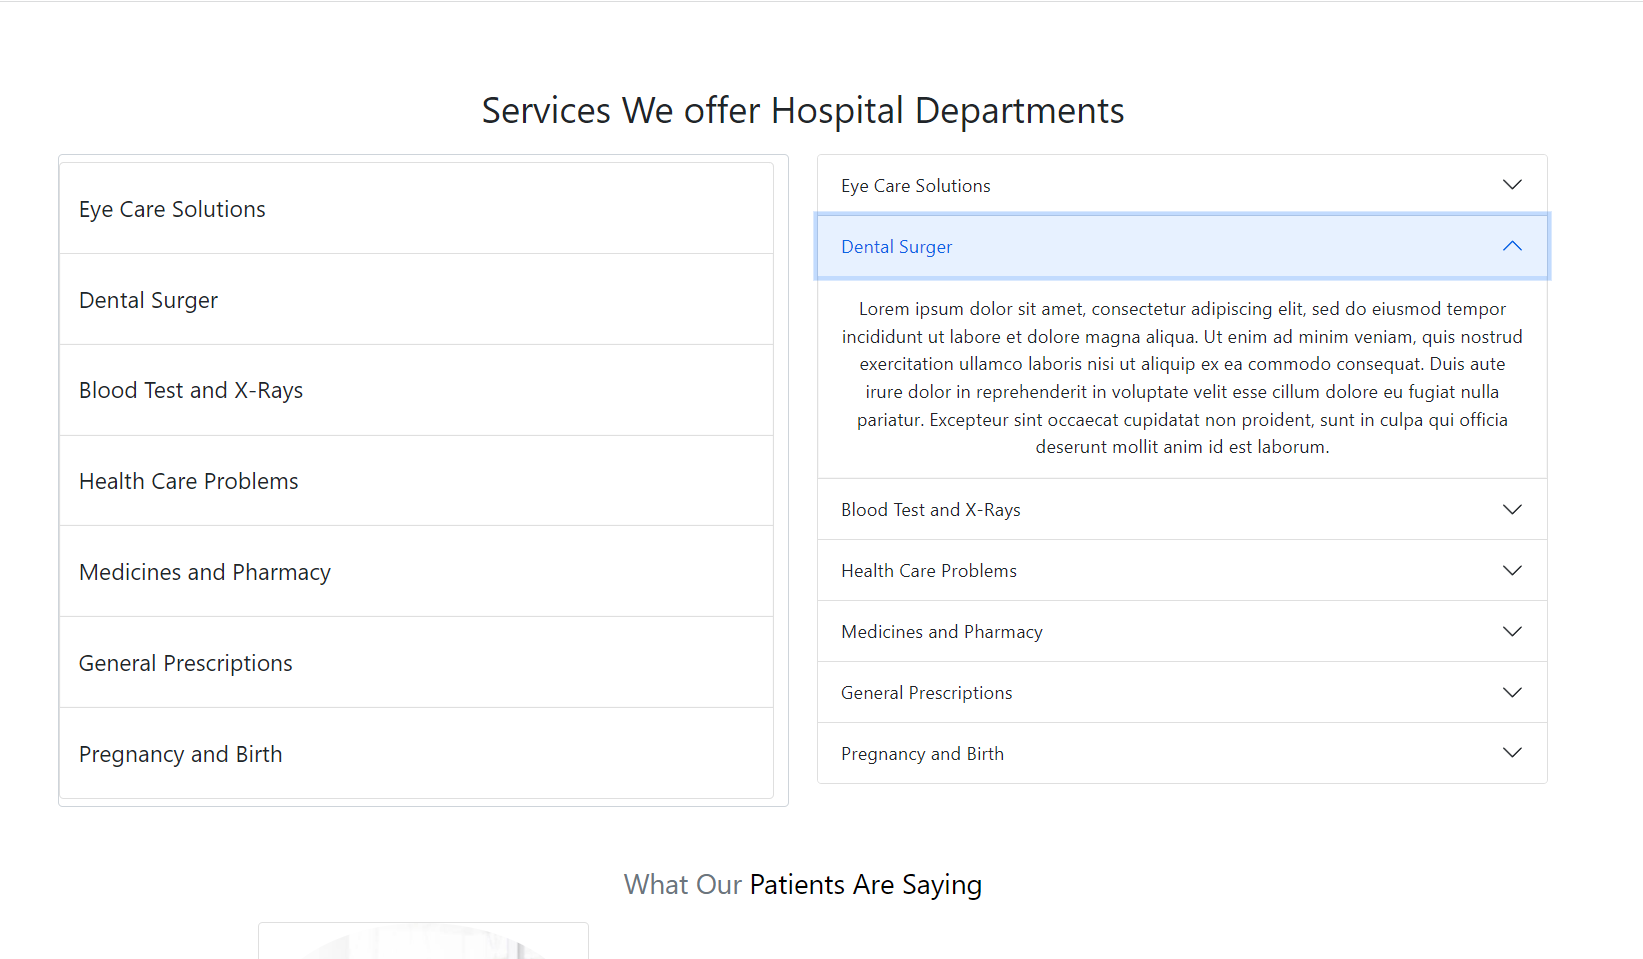 Services We offer Hospital Departments
Eye Care Solutions
Dental Surger
Blood Test and X-Rays
Health Care Problems
Medicines and Pharmacy
General Prescriptions
Pregnancy and Birth
Eye Care Solutions
Dental Surger
Lorem ipsum dolor sit amet, consectetur adipiscing elit, sed do eiusmod tempor
incididunt ut labore et dolore magna aliqua. Ut enim ad minim veniam, quis nostrud
exercitation ullamco laboris nisi ut aliquip ex ea commodo consequat. Duis aute
irure dolor in reprehenderit in voluptate velit esse cillum dolore eu fugiat nulla
pariatur. Excepteur sint occaecat cupidatat non proident, sunt in culpa qui officia
deserunt mollit anim id est laborum.
Blood Test and X-Rays
Health Care Problems
Medicines and Pharmacy
General Prescriptions
Pregnancy and Birth
What Our Patients Are Saying